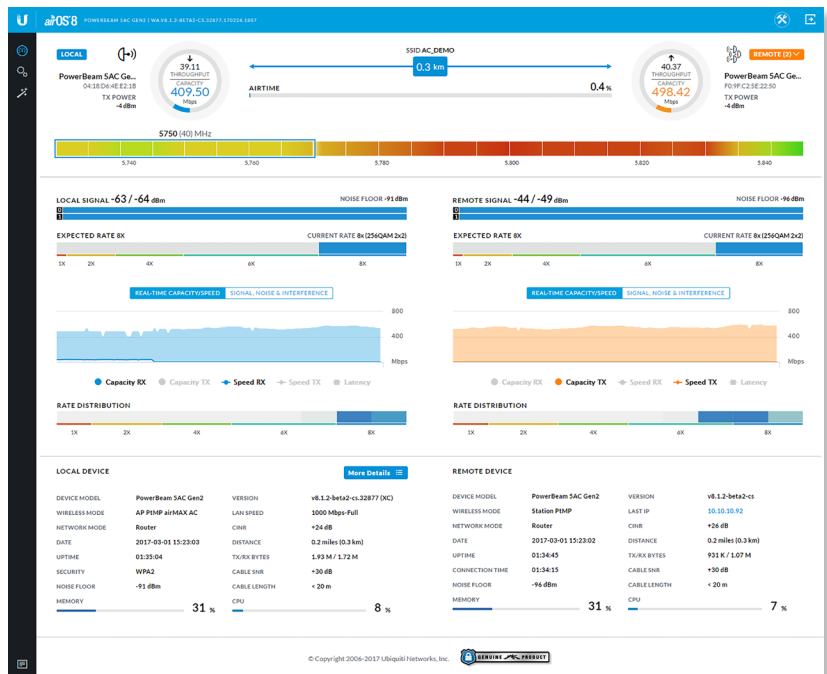 U airOS 8 POWERBEAM 5AC GEN2 | WA.V8.1.2-BETA2-CS.32877.170224.1807
LOCAL
PowerBeam 5AC Ge...
04:18:D6:4E:E2:18
TX POWER
-4 dBm
39.11
THROUGHPUT
CAPACITY
409.50
Mbps
SSID AC_DEMO
0.3 km
AIRTIME 0.4 %
40.37
THROUGHPUT
CAPACITY
498.42
Mbps
REMOTE (2)
PowerBeam 5AC Ge...
F0:9F:C2:5E:22:50
TX POWER
-4 dBm
5750 (40) MHz
5,740 5,760 5,780 5,800 5,820 5,840
LOCAL SIGNAL -63 / -64 dBm NOISE FLOOR -91 dBm
0
1
EXPECTED RATE 8X CURRENT RATE 8x (256QAM 2x2)
1X 2X 4X 6X 8X
REAL-TIME CAPACITY/SPEED SIGNAL, NOISE & INTERFERENCE
800
400
Mbps
Capacity RX Capacity TX Speed RX Speed TX Latency
RATE DISTRIBUTION
1X 2X 4X 6X 8X
REMOTE SIGNAL -44 / -49 dBm NOISE FLOOR -96 dBm
0
1
EXPECTED RATE 8X CURRENT RATE 8x (256QAM 2x2)
1X 2X 4X 6X 8X
REAL-TIME CAPACITY/SPEED SIGNAL, NOISE & INTERFERENCE
800
400
Mbps
Capacity RX Capacity TX Speed RX Speed TX Latency
RATE DISTRIBUTION
1X 2X 4X 6X 8X
LOCAL DEVICE More Details
DEVICE MODEL PowerBeam 5AC Gen2 VERSION v8.1.2-beta2-cs.32877 (XC)
WIRELESS MODE AP PtMP airMAX AC LAN SPEED 1000 Mbps-Full
NETWORK MODE Router CINR +24 dB
DATE 2017-03-01 15:23:03 DISTANCE 0.2 miles (0.3 km)
UPTIME 01:35:04 TX/RX BYTES 1.93 M / 1.72 M
SECURITY WPA2 CABLE SNR +30 dB
NOISE FLOOR -91 dBm CABLE LENGTH < 20 m
MEMORY 31 % CPU 8 %
REMOTE DEVICE
DEVICE MODEL PowerBeam 5AC Gen2 VERSION v8.1.2-beta2-cs
WIRELESS MODE Station PtMP LAST IP 10.10.10.92
NETWORK MODE Router CINR +26 dB
DATE 2017-03-01 15:23:02 DISTANCE 0.2 miles (0.3 km)
UPTIME 01:34:45 TX/RX BYTES 931 K / 1.07 M
CONNECTION TIME 01:34:15 CABLE SNR +30 dB
NOISE FLOOR -96 dBm CABLE LENGTH < 20 m
MEMORY 31 % CPU 7 %
© Copyright 2006-2017 Ubiquiti Networks, Inc. GENUINE PRODUCT